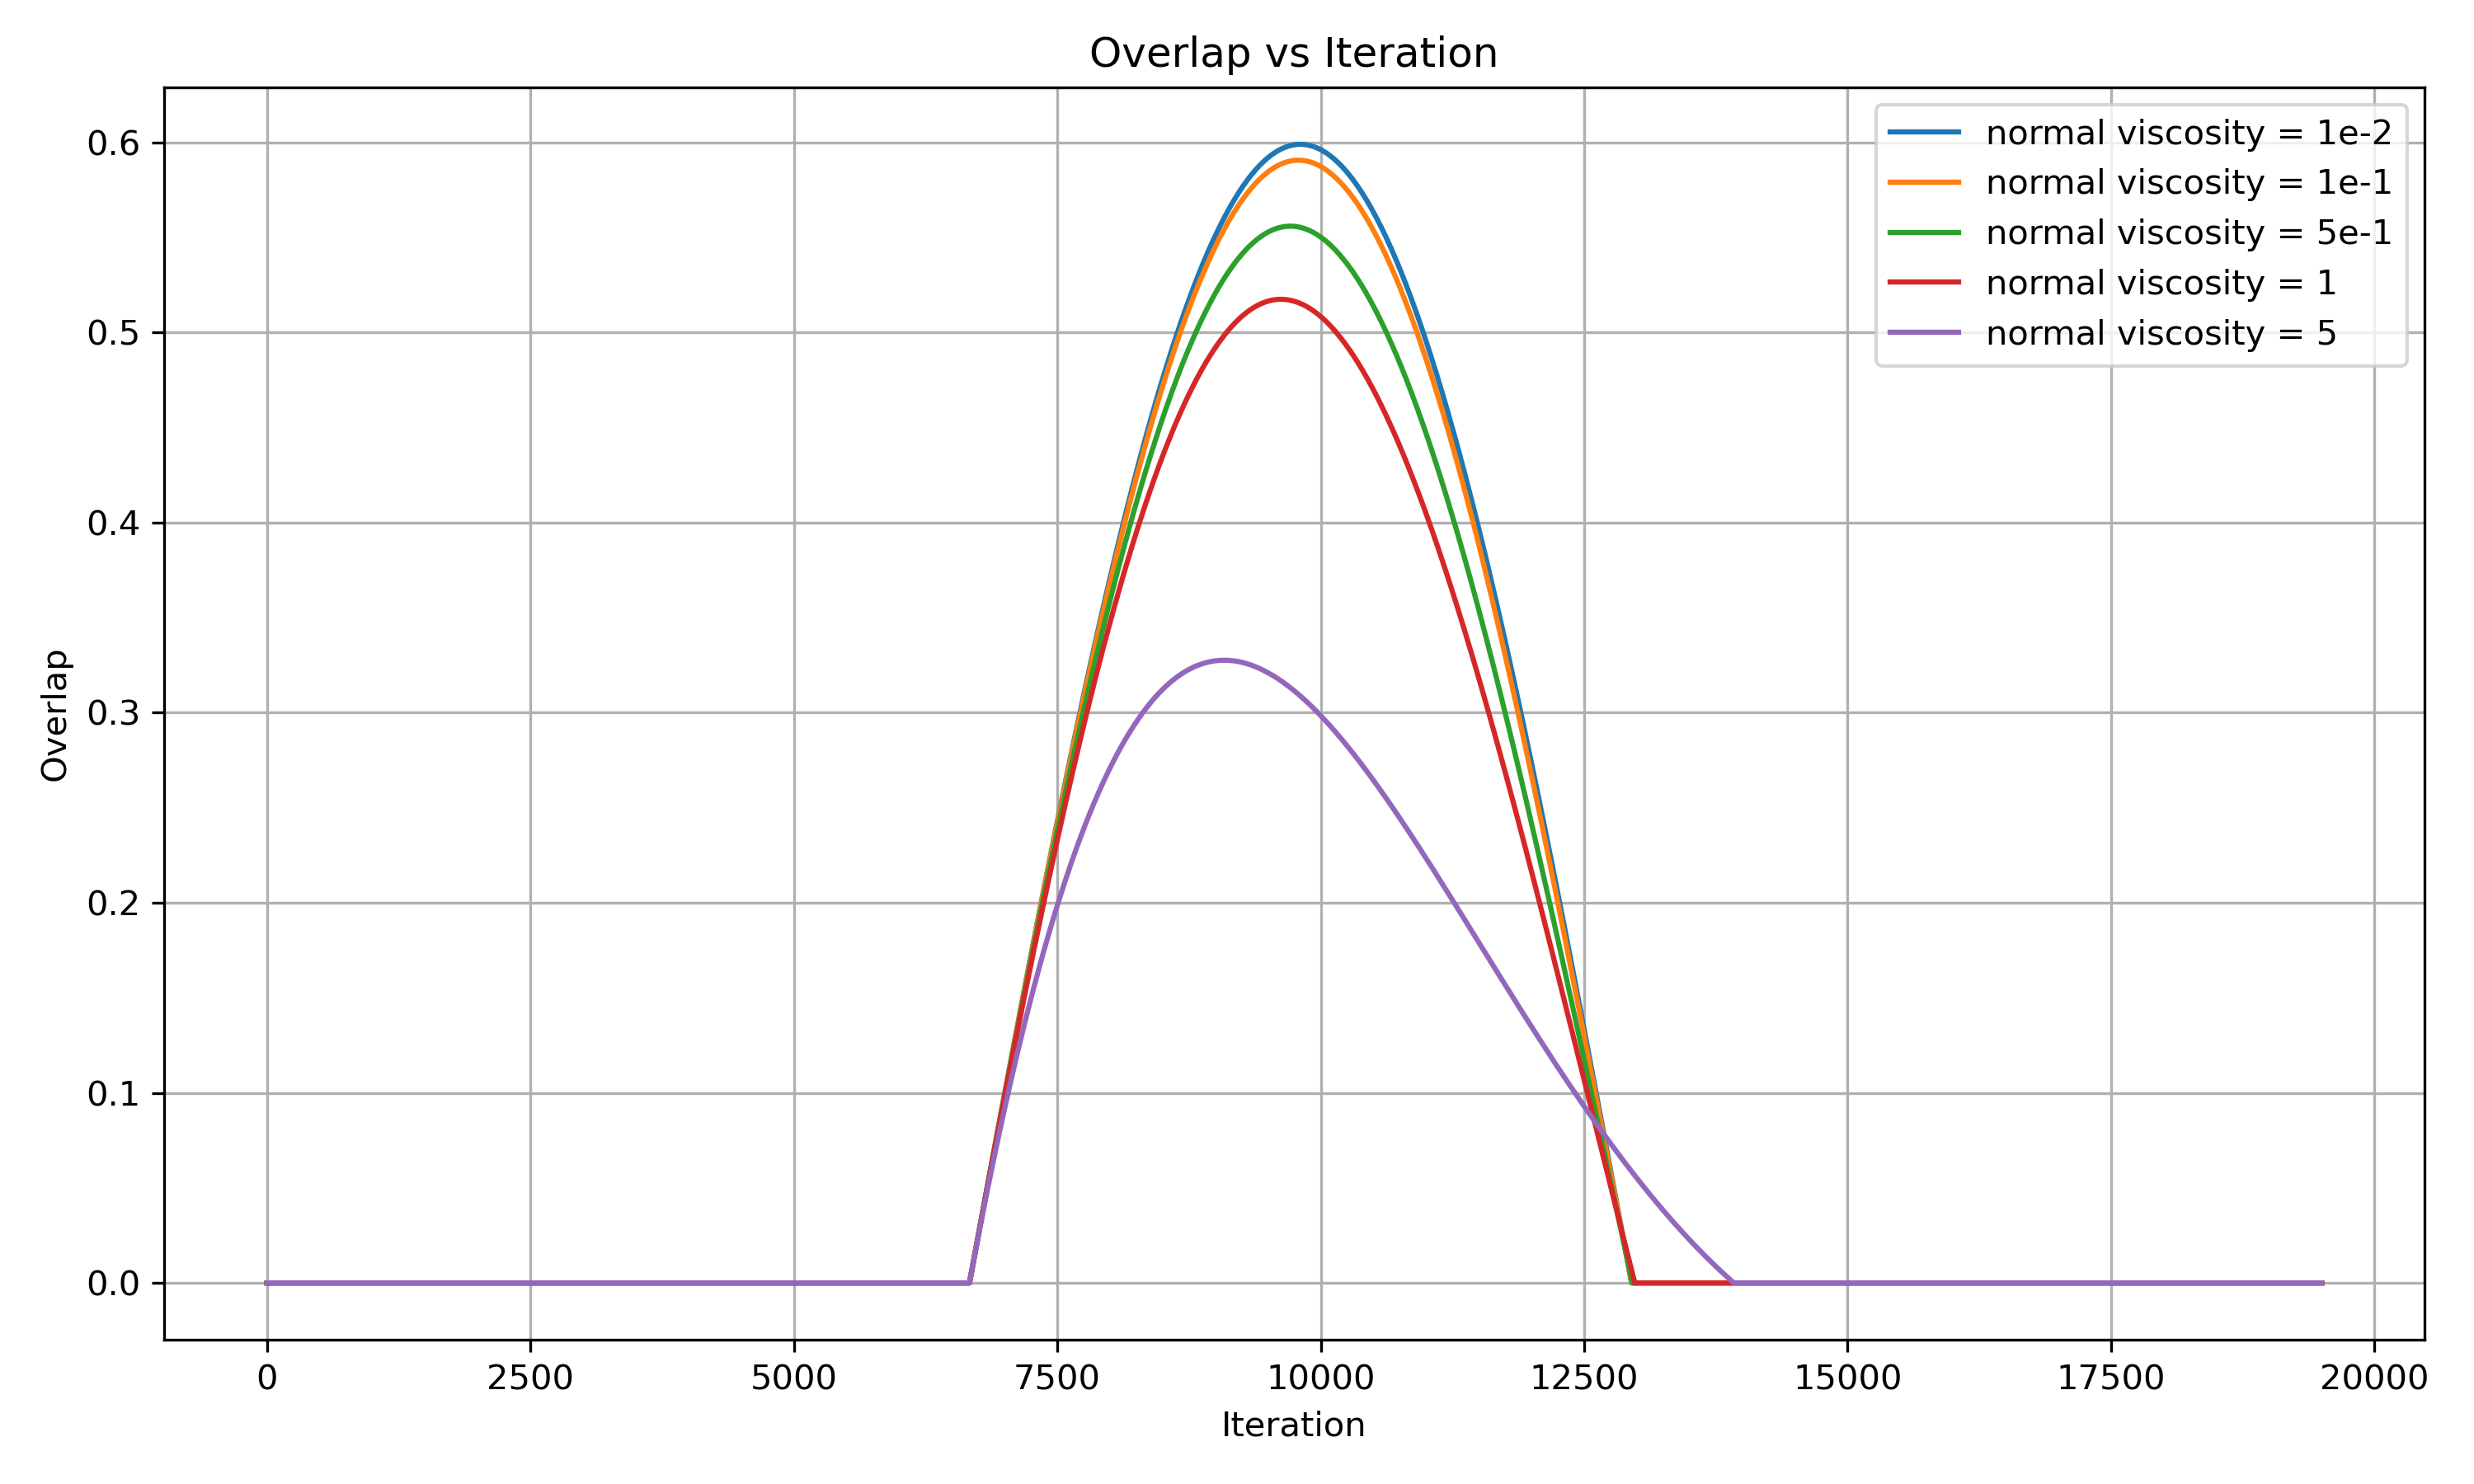 Overlap vs Iteration
normal viscosity = 1e-2
normal viscosity = 1e-1
normal viscosity = 5e-1
normal viscosity = 1
normal viscosity = 5
0.6
0.5
0.4
0.3
0.2
0.1
0.0
Overlap
0 2500 5000 7500 10000 12500 15000 17500 20000
Iteration